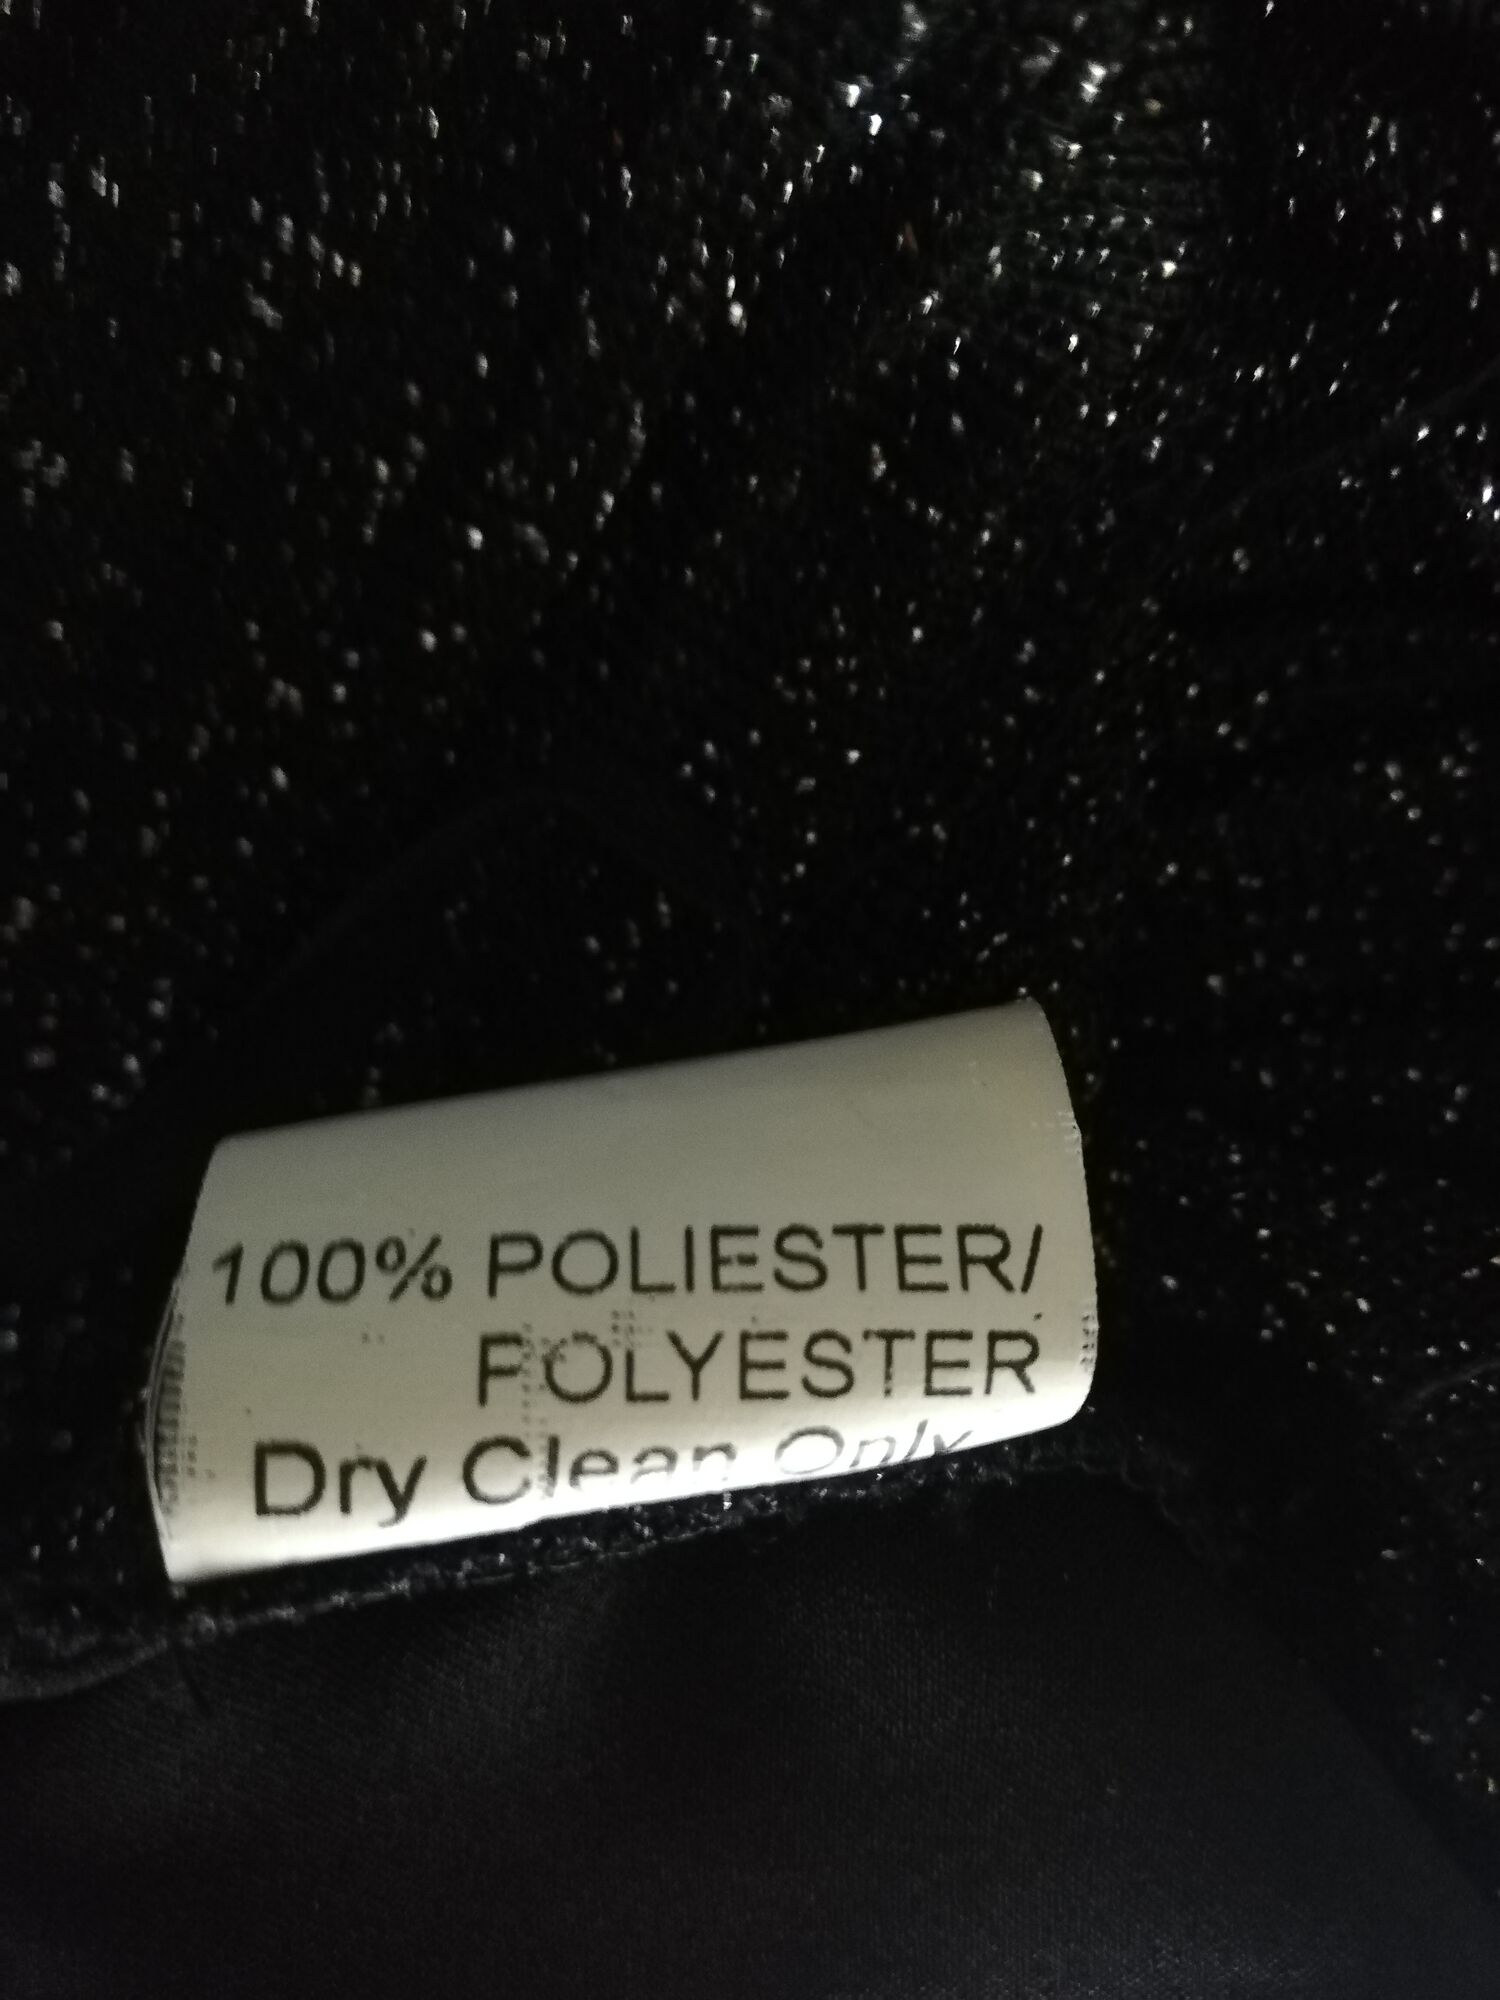 100% POLIESTER/
POLYESTER
Dry Clean Only